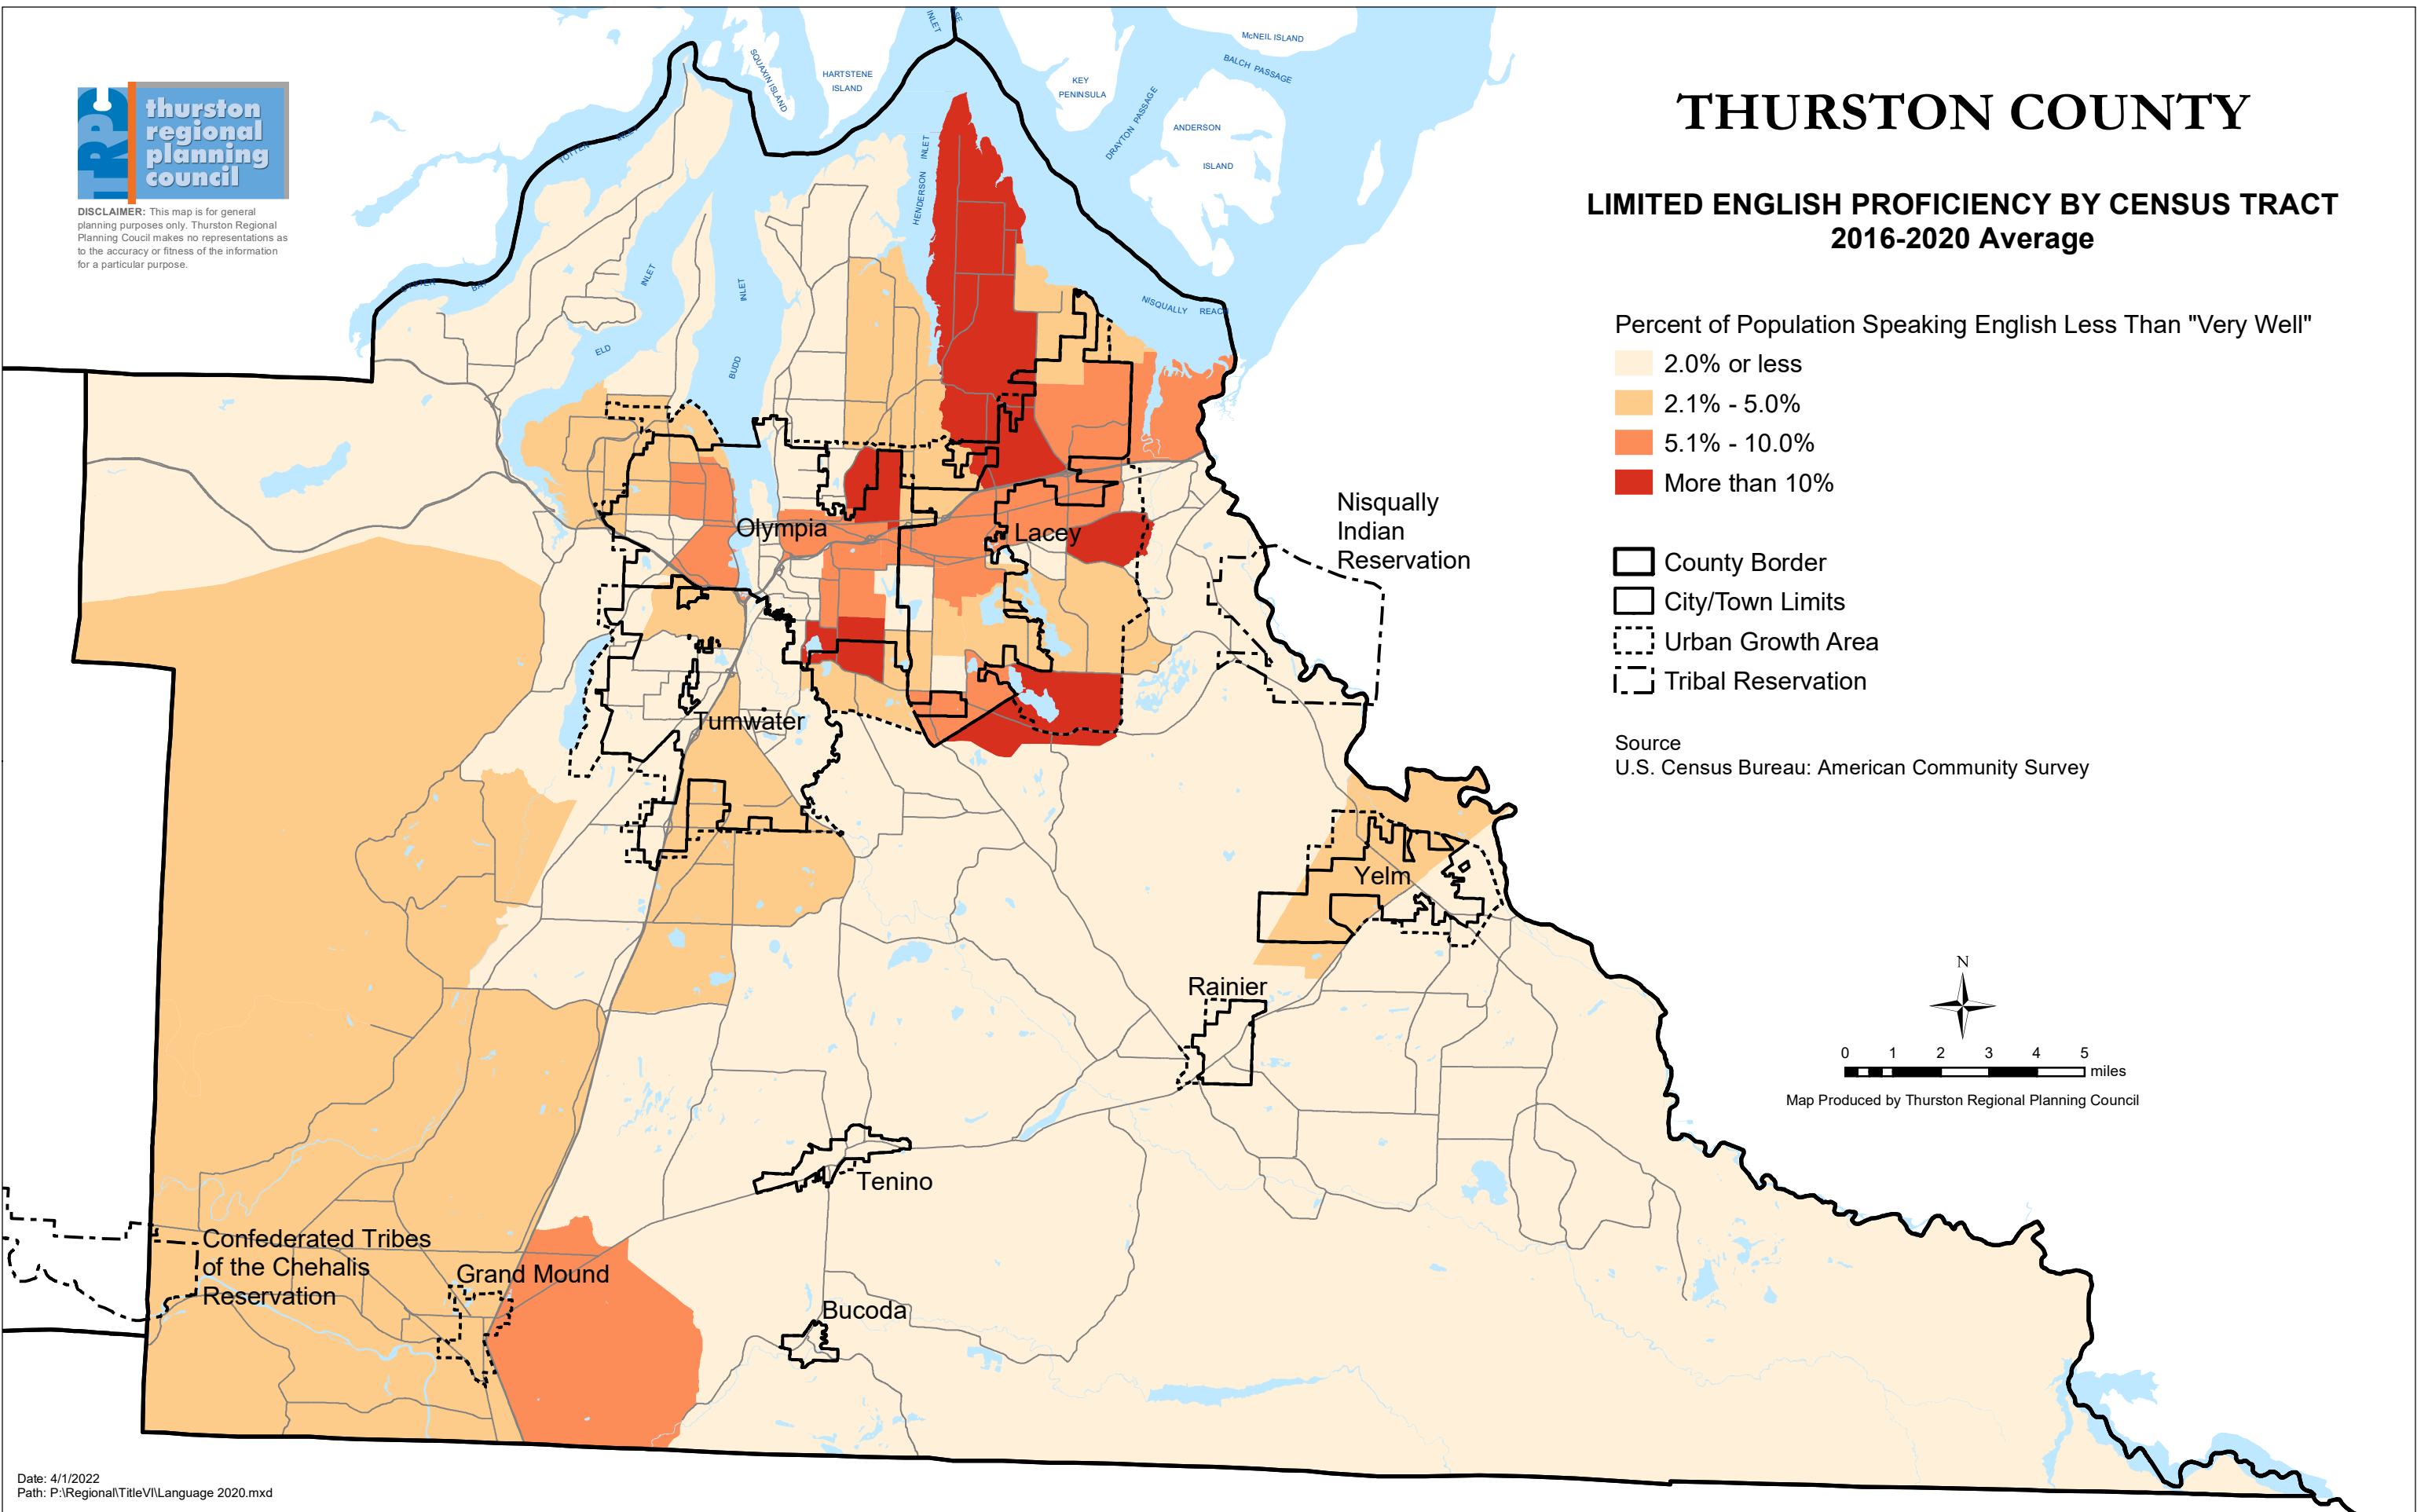 TRPC
thurston
regional
planning
council
DISCLAIMER: This map is for general
planning purposes only. Thurston Regional
Planning Coucil makes no representations as
to the accuracy or fitness of the information
for a particular purpose.
THURSTON COUNTY
LIMITED ENGLISH PROFICIENCY BY CENSUS TRACT
2016-2020 Average
Percent of Population Speaking English Less Than "Very Well"
2.0% or less
2.1% - 5.0%
5.1% - 10.0%
More than 10%
County Border
City/Town Limits
Urban Growth Area
Tribal Reservation
Source
U.S. Census Bureau: American Community Survey
N
0 1 2 3 4 5
miles
Map Produced by Thurston Regional Planning Council
SQUAXIN ISLAND
HARTSTENE
ISLAND
INLET
KEY
PENINSULA
McNEIL ISLAND
BALCH PASSAGE
DRAYTON PASSAGE
ANDERSON
ISLAND
HENDERSON INLET
NISQUALLY REACH
TOTTEN
ELD
INLET
BUDD
INLET
Olympia
Lacey
Nisqually
Indian
Reservation
Tumwater
Yelm
Rainier
Tenino
Confederated Tribes
of the Chehalis
Reservation
Grand Mound
Bucoda
Date: 4/1/2022
Path: P:\Regional\TitleVI\Language 2020.mxd